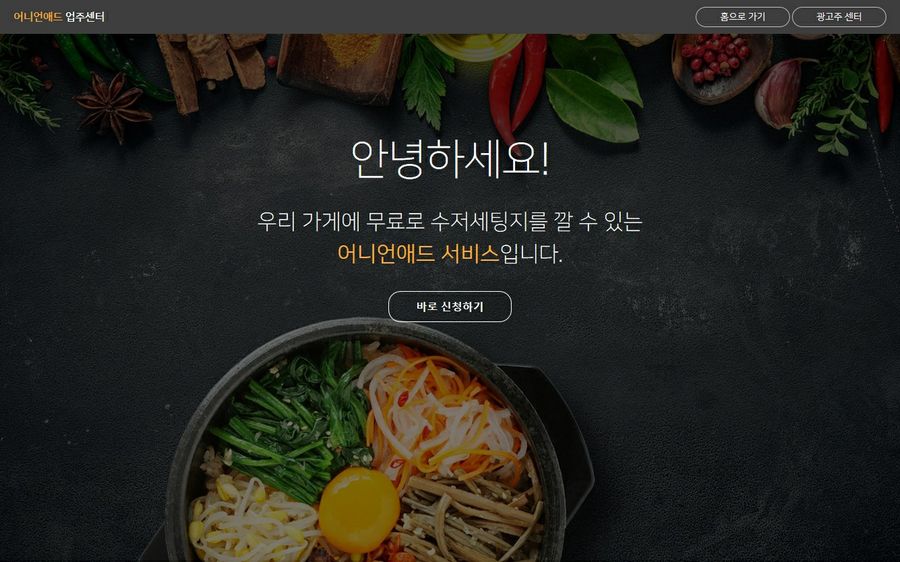 어니언애드 업주센터
홈으로 가기
광고주 센터
안녕하세요!
우리 가게에 무료로 수저세팅지를 깔 수 있는
어니언애드 서비스입니다.
바로 신청하기